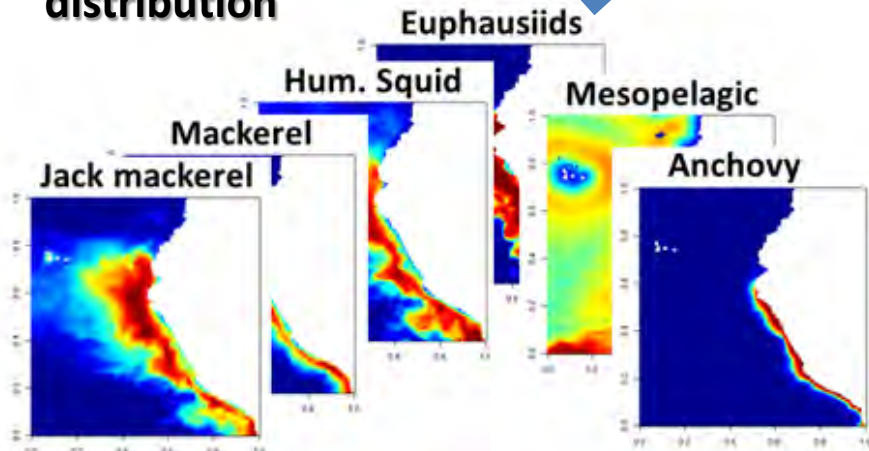 distribution
Euphausiids
Hum. Squid
Mesopelagic
Mackerel
Anchovy
Jack mackerel